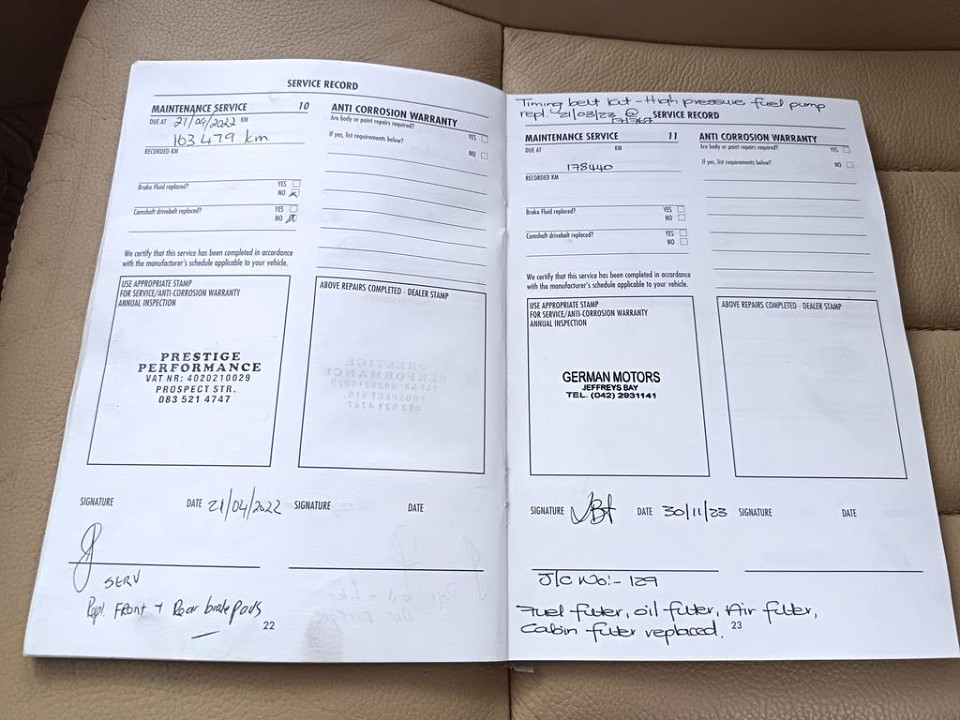 SERVICE RECORD
MAINTENANCE SERVICE 10
DUE AT 21/04/2022 KM
103 479 km
RECORDED KM
Brake Fluid replaced? YES
NO
Camshaft drivebelt replaced? YES
NO
We certify that this service has been completed in accordance
with the manufacturer's schedule applicable to your vehicle.
USE APPROPRIATE STAMP
FOR SERVICE/ANTI-CORROSION WARRANTY
ANNUAL INSPECTION
PRESTIGE
PERFORMANCE
VAT NR: 4020210029
PROSPECT STR.
083 521 4747
SIGNATURE DATE 21/04/2022
SERV
Repl. Front + Rear brake pads
22
ANTI CORROSION WARRANTY
Are body or paint repairs required? YES
If yes, list requirements below? NO
ABOVE REPAIRS COMPLETED - DEALER STAMP
SIGNATURE DATE
Timing belt kit - High pressure fuel pump
repl. 21/03/23 @
SERVICE RECORD
MAINTENANCE SERVICE 11
DUE AT KM
178440
RECORDED KM
Brake Fluid replaced? YES
NO
Camshaft drivebelt replaced? YES
NO
We certify that this service has been completed in accordance
with the manufacturer's schedule applicable to your vehicle.
USE APPROPRIATE STAMP
FOR SERVICE/ANTI-CORROSION WARRANTY
ANNUAL INSPECTION
GERMAN MOTORS
JEFFREYS BAY
TEL. (042) 2931141
SIGNATURE DATE 30/11/23
J/C No:- 129
Fuel filter, oil filter, Air filter,
Cabin filter replaced.
23
ANTI CORROSION WARRANTY
Are body or paint repairs required? YES
If yes, list requirements below? NO
ABOVE REPAIRS COMPLETED - DEALER STAMP
SIGNATURE DATE